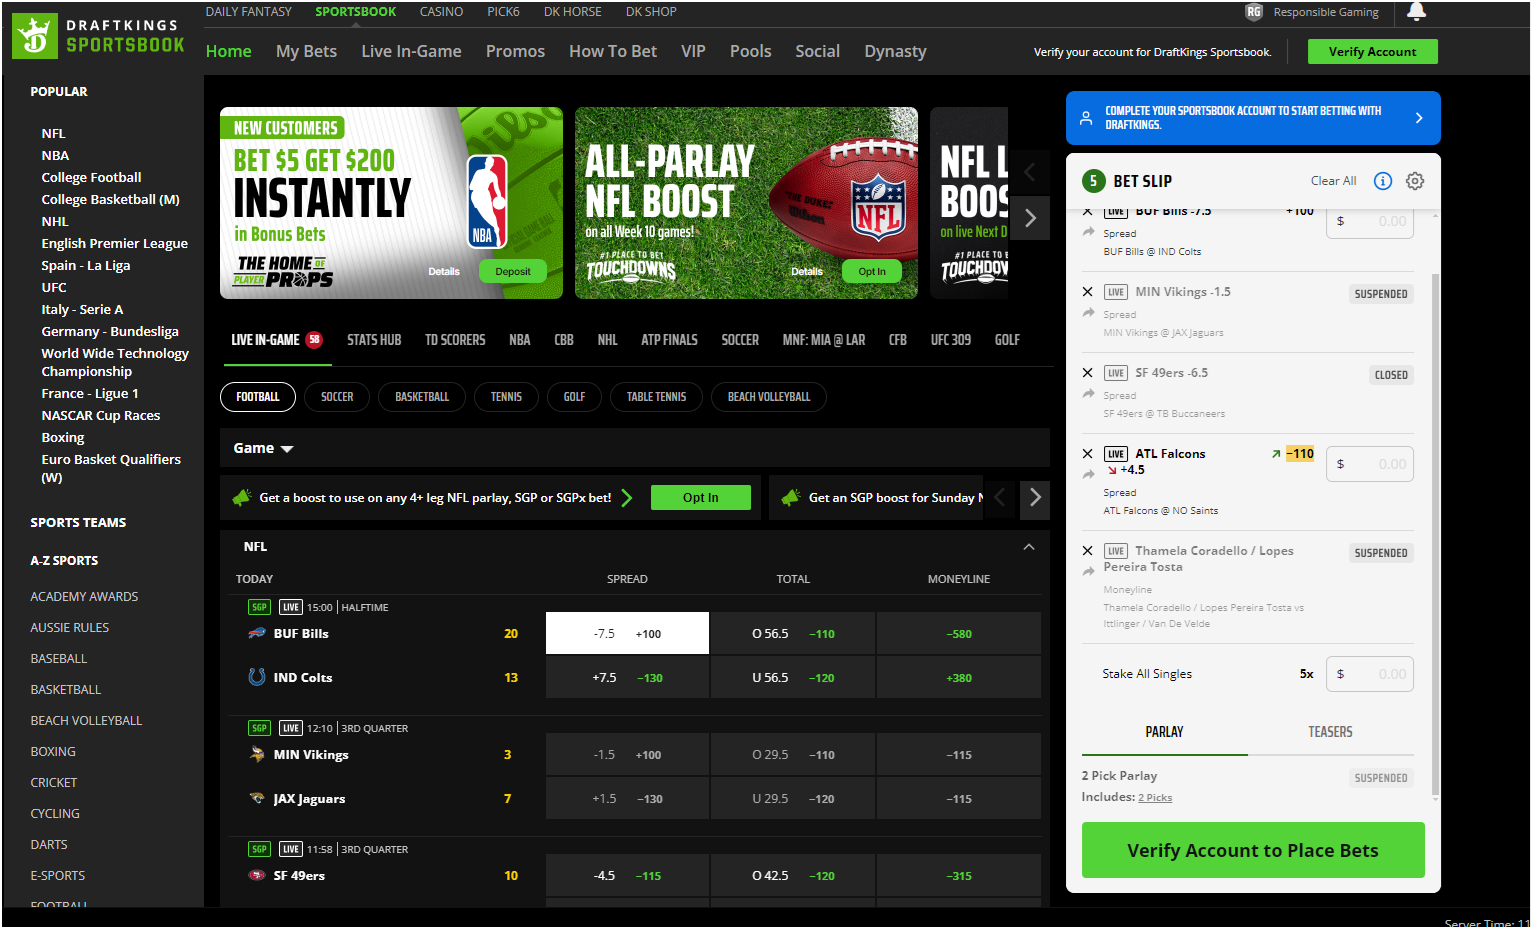 DRAFTKINGS
SPORTSBOOK
DAILY FANTASY SPORTSBOOK CASINO PICK6 DK HORSE DK SHOP
RG Responsible Gaming
Home My Bets Live In-Game Promos How To Bet VIP Pools Social Dynasty
Verify your account for DraftKings Sportsbook.
Verify Account
POPULAR
NFL
NBA
College Football
College Basketball (M)
NHL
English Premier League
Spain - La Liga
UFC
Italy - Serie A
Germany - Bundesliga
World Wide Technology
Championship
France - Ligue 1
NASCAR Cup Races
Boxing
Euro Basket Qualifiers
(W)
SPORTS TEAMS
A-Z SPORTS
ACADEMY AWARDS
AUSSIE RULES
BASEBALL
BASKETBALL
BEACH VOLLEYBALL
BOXING
CRICKET
CYCLING
DARTS
E-SPORTS
FOOTBALL
NEW CUSTOMERS
BET $5 GET $200
INSTANTLY
in Bonus Bets
THE HOME OF
PLAYER PROPS
NBA
Details Deposit
ALL-PARLAY
NFL BOOST
on all Week 10 games!
#1 PLACE TO BET
TOUCHDOWNS
"THE DUKE"
Wilson
NFL
Details Opt In
NFL L
BOOS
on live Next D
#1 PLACE
TOUCHDOV
LIVE IN-GAME 58 STATS HUB TD SCORERS NBA CBB NHL ATP FINALS SOCCER MNF: MIA @ LAR CFB UFC 309 GOLF
FOOTBALL SOCCER BASKETBALL TENNIS GOLF TABLE TENNIS BEACH VOLLEYBALL
Game
Get a boost to use on any 4+ leg NFL parlay, SGP or SGPx bet! Opt In
Get an SGP boost for Sunday N
NFL
TODAY SPREAD TOTAL MONEYLINE
SGP LIVE 15:00 | HALFTIME
BUF Bills 20 -7.5 +100 O 56.5 −110 −580
IND Colts 13 +7.5 −130 U 56.5 −120 +380
SGP LIVE 12:10 | 3RD QUARTER
MIN Vikings 3 -1.5 +100 O 29.5 −110 −115
JAX Jaguars 7 +1.5 −130 U 29.5 −120 −115
SGP LIVE 11:58 | 3RD QUARTER
SF 49ers 10 -4.5 −115 O 42.5 −120 −315
COMPLETE YOUR SPORTSBOOK ACCOUNT TO START BETTING WITH
DRAFTKINGS.
5 BET SLIP Clear All
LIVE BUF Bills -7.5 +100 $ 0.00
Spread
BUF Bills @ IND Colts
LIVE MIN Vikings -1.5 SUSPENDED
Spread
MIN Vikings @ JAX Jaguars
LIVE SF 49ers -6.5 CLOSED
Spread
SF 49ers @ TB Buccaneers
LIVE ATL Falcons −110 $ 0.00
+4.5
Spread
ATL Falcons @ NO Saints
LIVE Thamela Coradello / Lopes SUSPENDED
Pereira Tosta
Moneyline
Thamela Coradello / Lopes Pereira Tosta vs
Ittlinger / Van De Velde
Stake All Singles 5x $ 0.00
PARLAY TEASERS
2 Pick Parlay SUSPENDED
Includes: 2 Picks
Verify Account to Place Bets
Server Time: 11